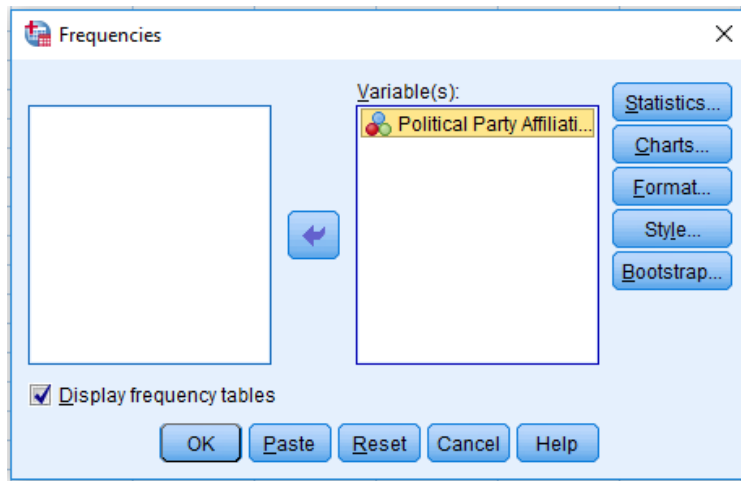 Frequencies
Variable(s):
Political Party Affiliati...
Statistics...
Charts...
Format...
Style...
Bootstrap...
Display frequency tables
OK Paste Reset Cancel Help